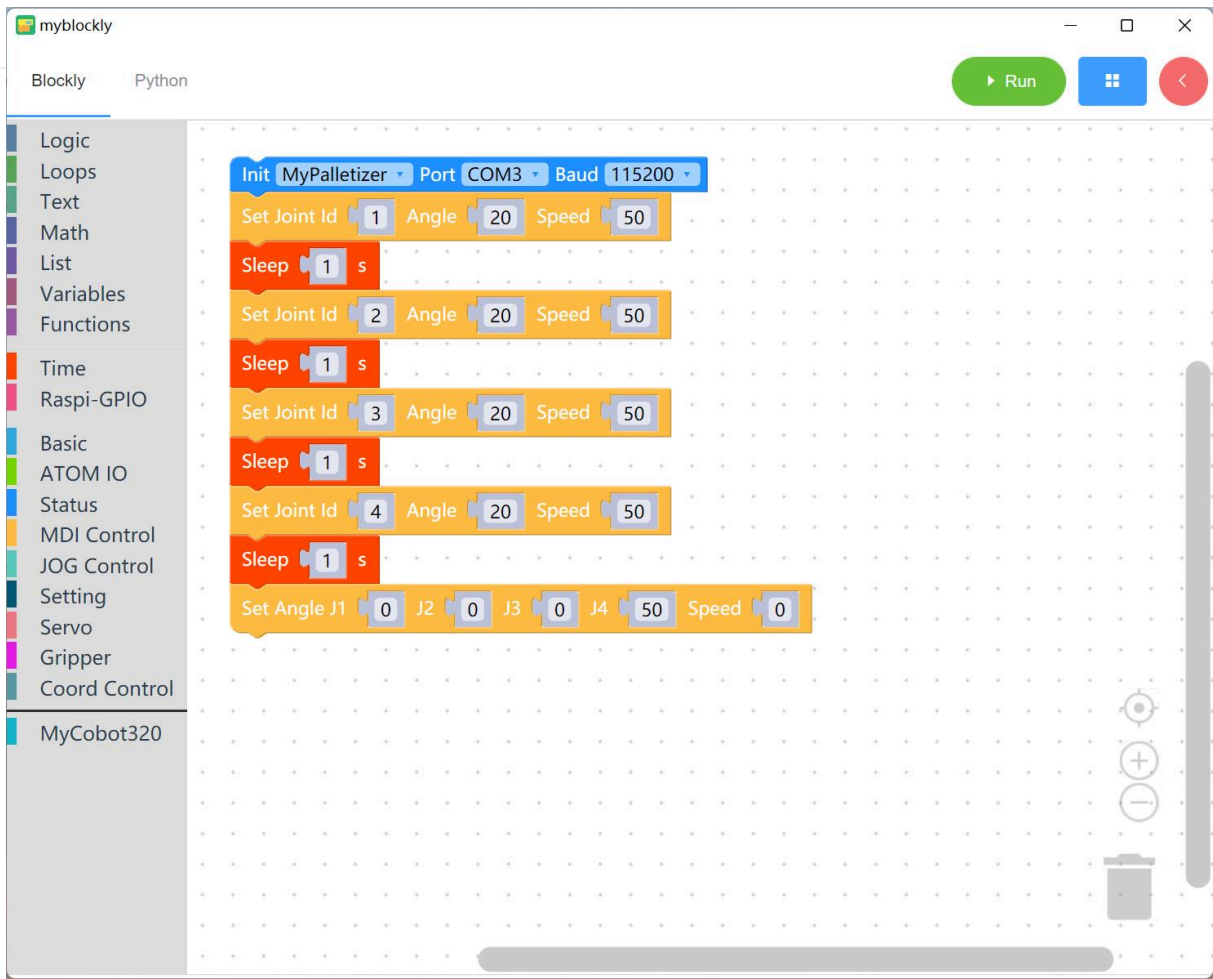 myblockly
Blockly Python Run
Logic
Loops
Text
Math
List
Variables
Functions
Time
Raspi-GPIO
Basic
ATOM IO
Status
MDI Control
JOG Control
Setting
Servo
Gripper
Coord Control
MyCobot320
Init MyPalletizer Port COM3 Baud 115200
Set Joint Id 1 Angle 20 Speed 50
Sleep 1 s
Set Joint Id 2 Angle 20 Speed 50
Sleep 1 s
Set Joint Id 3 Angle 20 Speed 50
Sleep 1 s
Set Joint Id 4 Angle 20 Speed 50
Sleep 1 s
Set Angle J1 0 J2 0 J3 0 J4 50 Speed 0